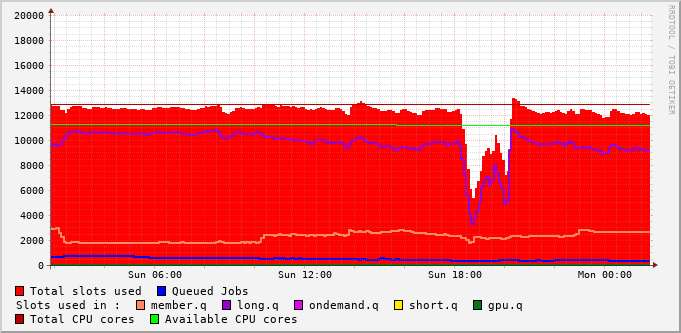 20000
18000
16000
14000
12000
10000
8000
6000
4000
2000
0
Sun 06:00 Sun 12:00 Sun 18:00 Mon 00:00
RRDTOOL / TOBI OETIKER
Total slots used Queued Jobs
Slots used in : member.q long.q ondemand.q short.q gpu.q
Total CPU cores Available CPU cores